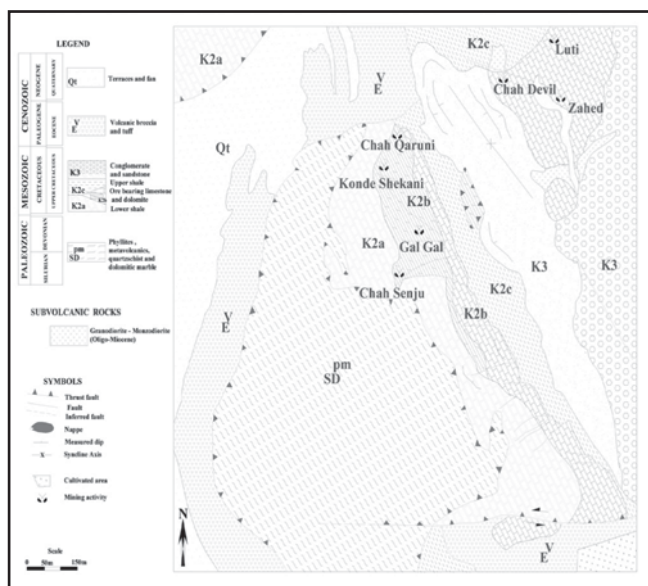 LEGEND
CENOZOIC
NEOGENE
QUATERNARY
Qt
Terraces and fan
PALEOGENE
EOCENE
V
E
Volcanic breccia
and tuff
MESOZOIC
CRETACEOUS
UPPER CRETACEOUS
K3
Conglomerate
and sandstone
Upper shale
K2c
Ore bearing limestone
K2b
and dolomite
K2a
Lower shale
PALEOZOIC
DEVONIAN
SILURIAN
pm
SD
Phyllites ,
metavolcanics,
quartzschist and
dolomitic marble
SUBVOLCANIC ROCKS
Granodiorite - Monzodiorite
(Oligo-Miocene)
SYMBOLS
Thrust fault
Fault
Inferred fault
Nappe
Measured dip
Syncline Axis
Cultivated area
Mining activity
Scale
0 50m 150m
N
K2a
K2c
Luti
V
E
Chah Devil
Zahed
Qt
Chah Qaruni
Konde Shekani
K2b
K2a
Gal Gal
K3
K3
Chah Senju
K2c
V
E
K2b
pm
SD
V
E